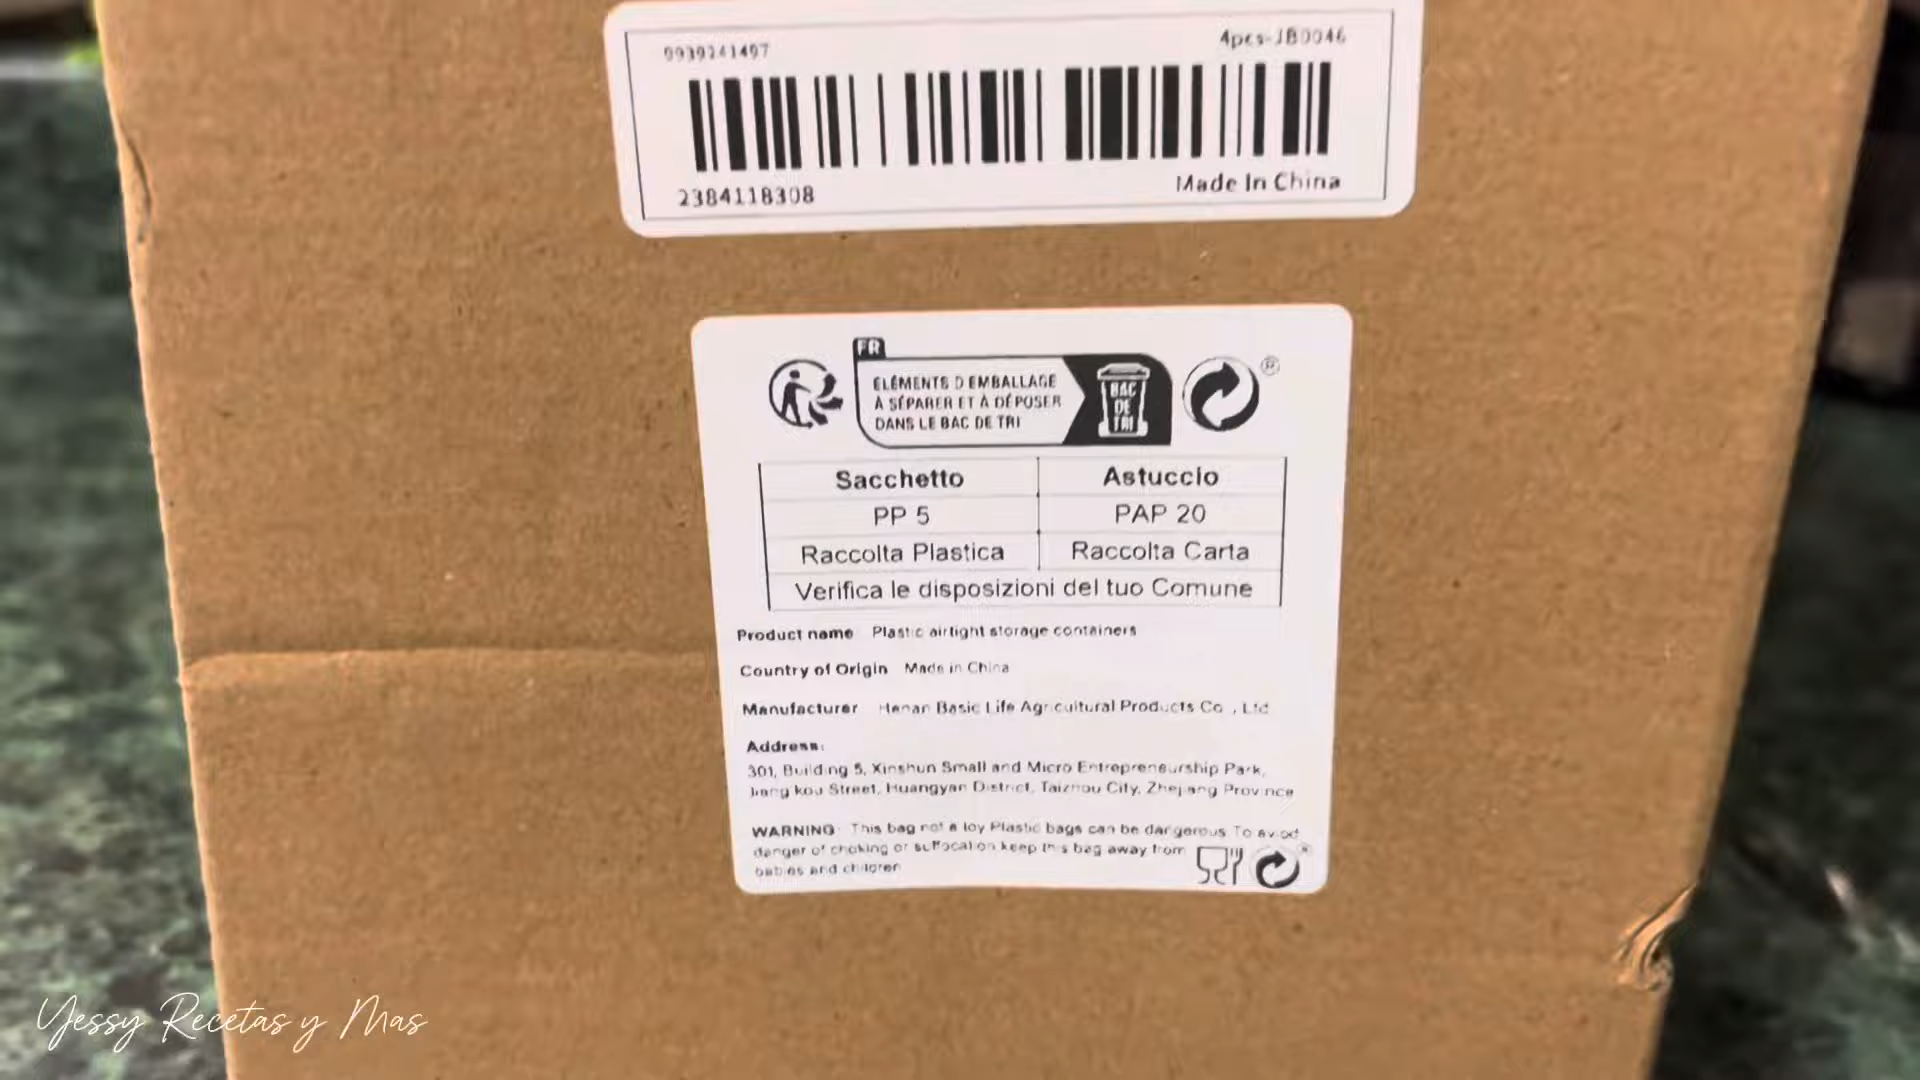 0939241497
4pcs-JB0046
2384118308
Made In China
FR
ÉLÉMENTS D EMBALLAGE
À SÉPARER ET À DÉPOSER
DANS LE BAC DE TRI
BAC
DE
TRI
®
Sacchetto
Astuccio
PP 5
PAP 20
Raccolta Plastica
Raccolta Carta
Verifica le disposizioni del tuo Comune
Product name Plastic airtight storage containers
Country of Origin Made in China
Manufacturer Henan Basic Life Agricultural Products Co., Ltd
Address:
301, Building 5, Xinshun Small and Micro Entrepreneurship Park,
Jiang kou Street, Huangyan District, Taizhou City, Zhejiang Province
WARNING: This bag not a toy Plastic bags can be dangerous. To aviod
danger of choking or suffocation keep this bag away from
babies and children
Yessy Recetas y Mas